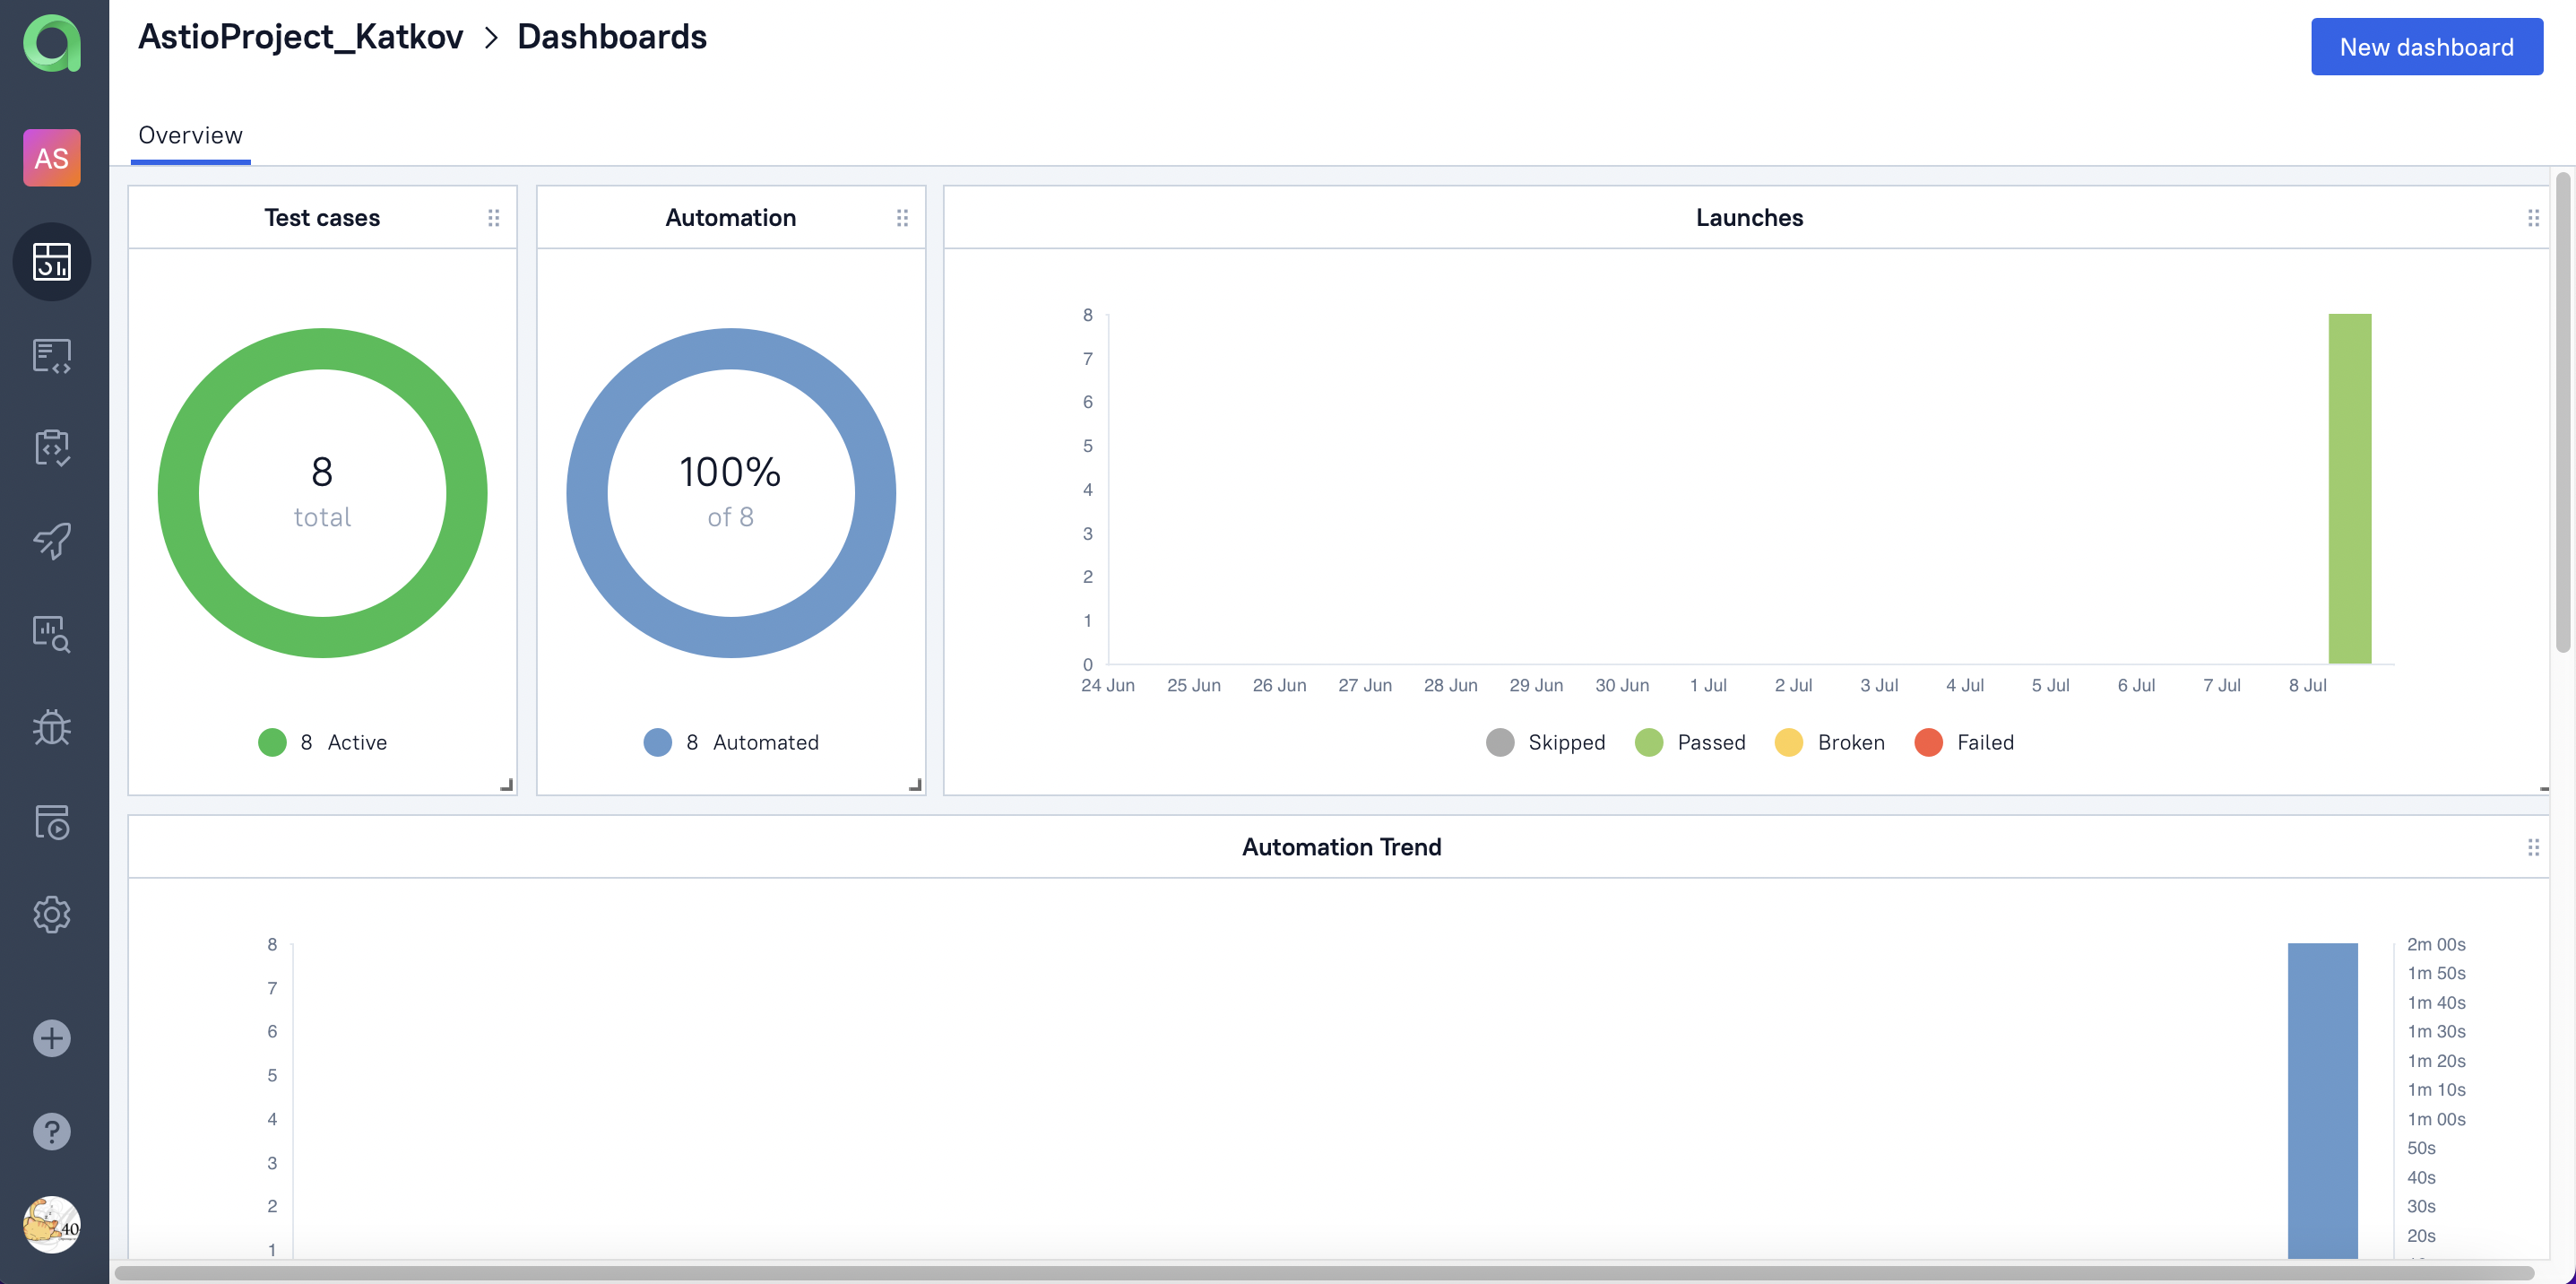 AstioProject_Katkov > Dashboards
New dashboard
AS
Overview
Test cases
8
total
8 Active
Automation
100%
of 8
8 Automated
Launches
8
7
6
5
4
3
2
1
0
24 Jun 25 Jun 26 Jun 27 Jun 28 Jun 29 Jun 30 Jun 1 Jul 2 Jul 3 Jul 4 Jul 5 Jul 6 Jul 7 Jul 8 Jul
Skipped Passed Broken Failed
Automation Trend
8
7
6
5
4
3
2
1
2m 00s
1m 50s
1m 40s
1m 30s
1m 20s
1m 10s
1m 00s
50s
40s
30s
20s
?
40